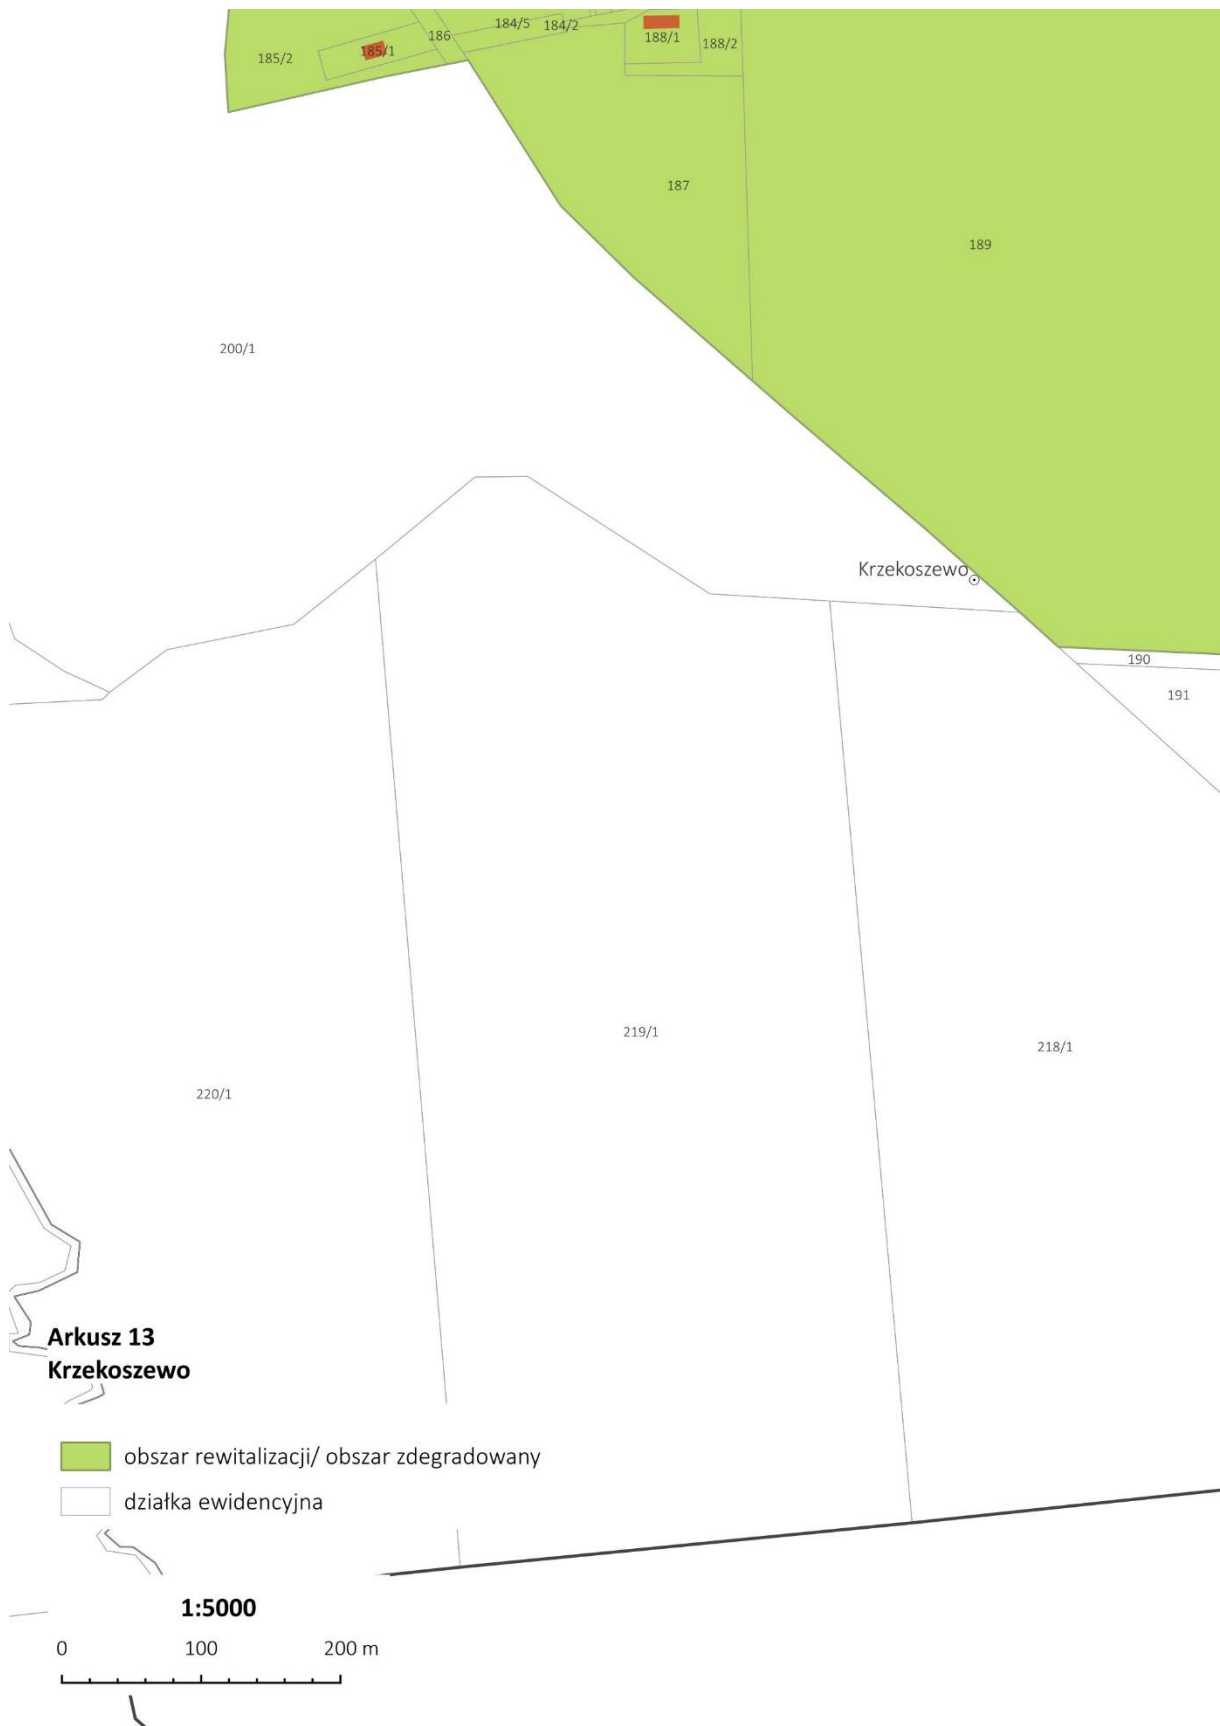 184/5
184/2
186
188/1
188/2
185/2
185/1
187
189
200/1
Krzekoszewo
190
191
219/1
218/1
220/1
Arkusz 13
Krzekoszewo
obszar rewitalizacji/ obszar zdegradowany
działka ewidencyjna
1:5000
0 100 200 m